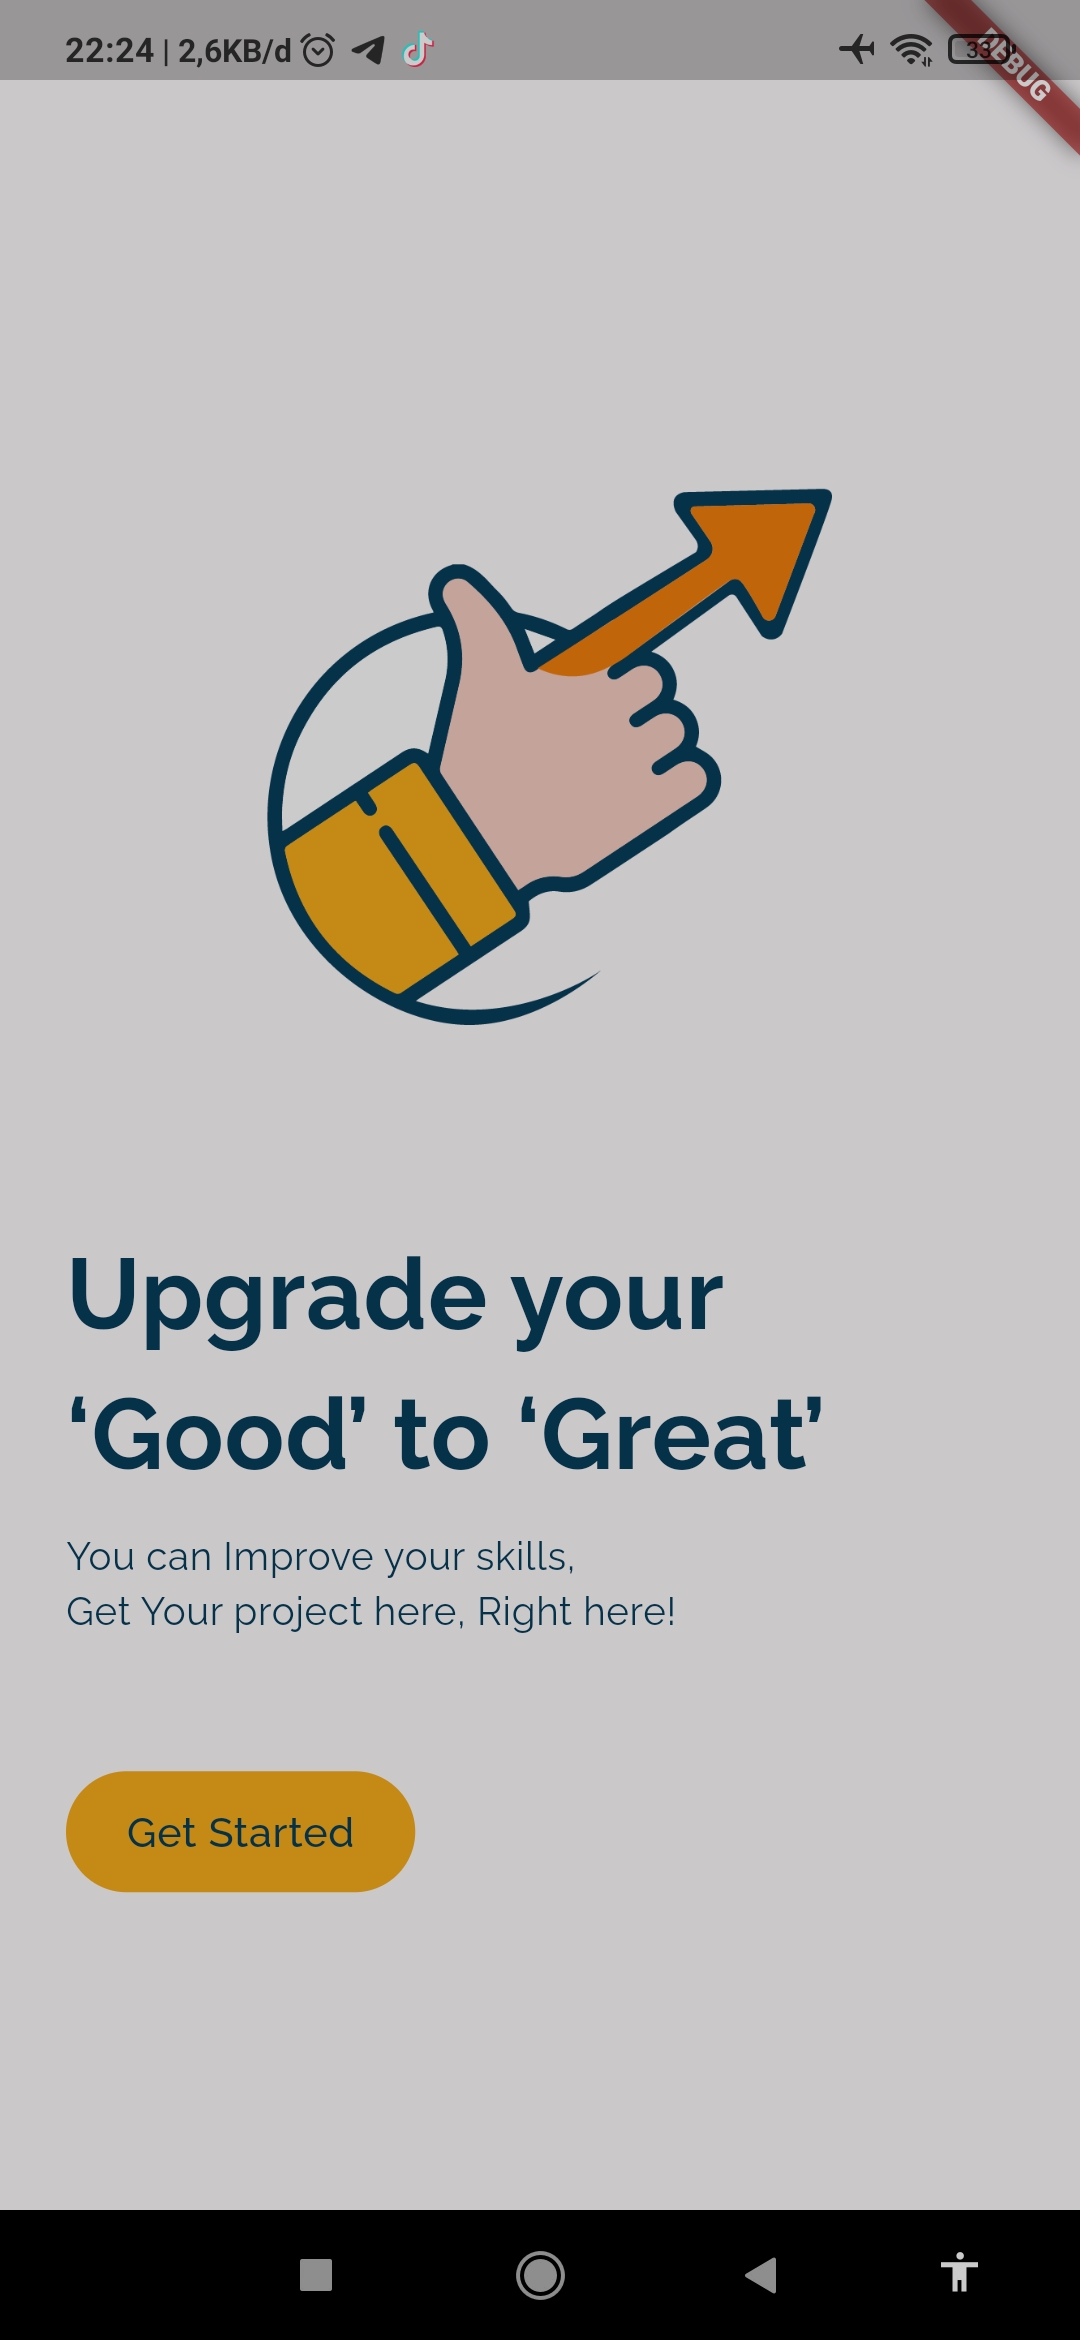 22:24 | 2,6KB/d
33
DEBUG
Upgrade your
‘Good’ to ‘Great’
You can Improve your skills,
Get Your project here, Right here!
Get Started